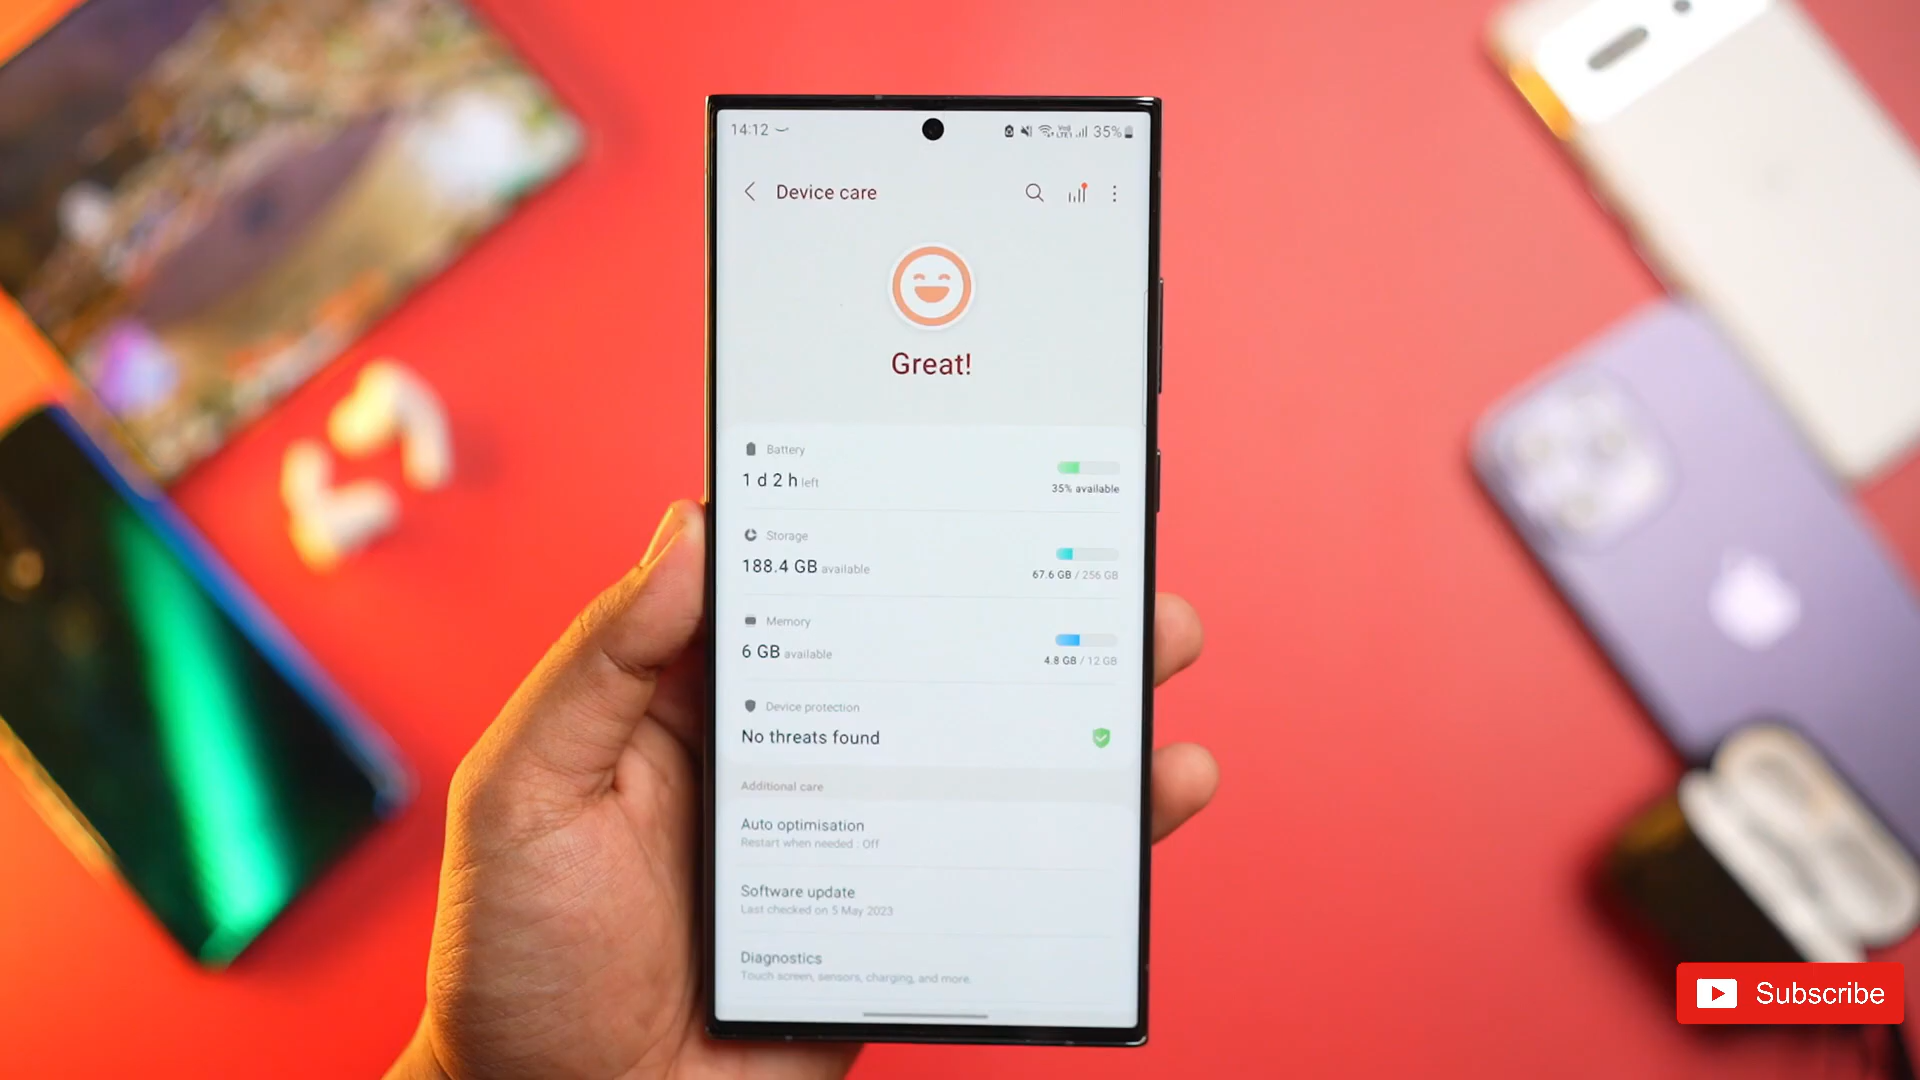 14:12
Vo))
LTE1
35%
Device care
Great!
Battery
1 d 2 h left
35% available
Storage
188.4 GB available
67.6 GB / 256 GB
Memory
6 GB available
4.8 GB / 12 GB
Device protection
No threats found
Additional care
Auto optimisation
Restart when needed : Off
Software update
Last checked on 5 May 2023
Diagnostics
Touch screen, sensors, charging, and more.
Subscribe